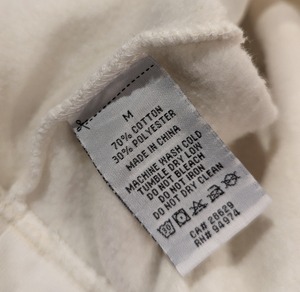 M
70% COTTON
30% POLYESTER
MADE IN CHINA
MACHINE WASH COLD
TUMBLE DRY LOW
DO NOT BLEACH
DO NOT IRON
DO NOT DRY CLEAN
CA# 28629
RN# 94974